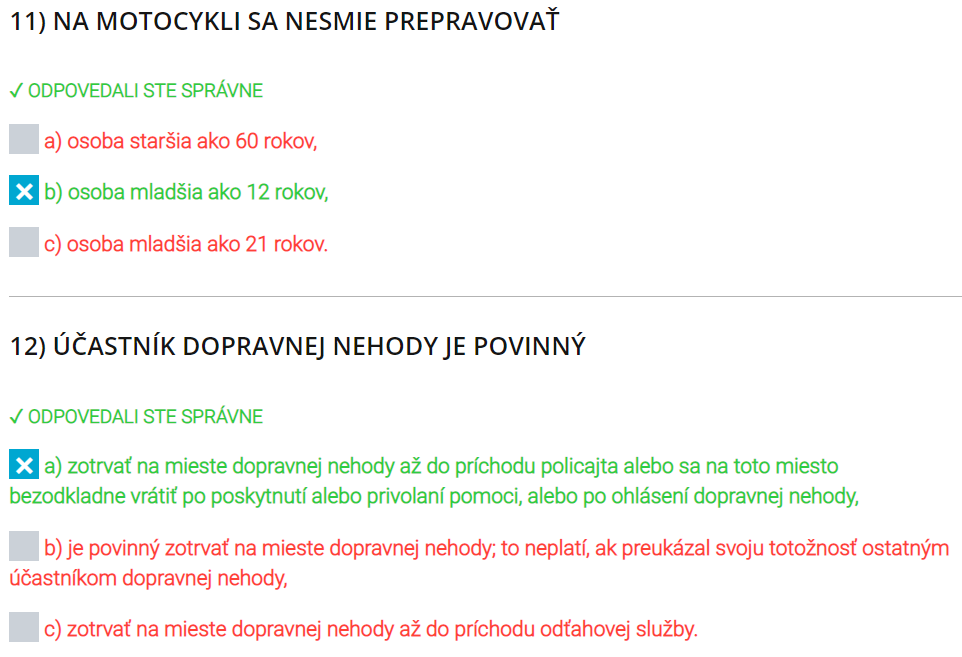 11) NA MOTOCYKLI SA NESMIE PREPRAVOVAŤ
✓ ODPOVEDALI STE SPRÁVNE
a) osoba staršia ako 60 rokov,
b) osoba mladšia ako 12 rokov,
c) osoba mladšia ako 21 rokov.
12) ÚČASTNÍK DOPRAVNEJ NEHODY JE POVINNÝ
✓ ODPOVEDALI STE SPRÁVNE
a) zotrvať na mieste dopravnej nehody až do príchodu policajta alebo sa na toto miesto
bezodkladne vrátiť po poskytnutí alebo privolaní pomoci, alebo po ohlásení dopravnej nehody,
b) je povinný zotrvať na mieste dopravnej nehody; to neplatí, ak preukázal svoju totožnosť ostatným
účastníkom dopravnej nehody,
c) zotrvať na mieste dopravnej nehody až do príchodu odťahovej služby.